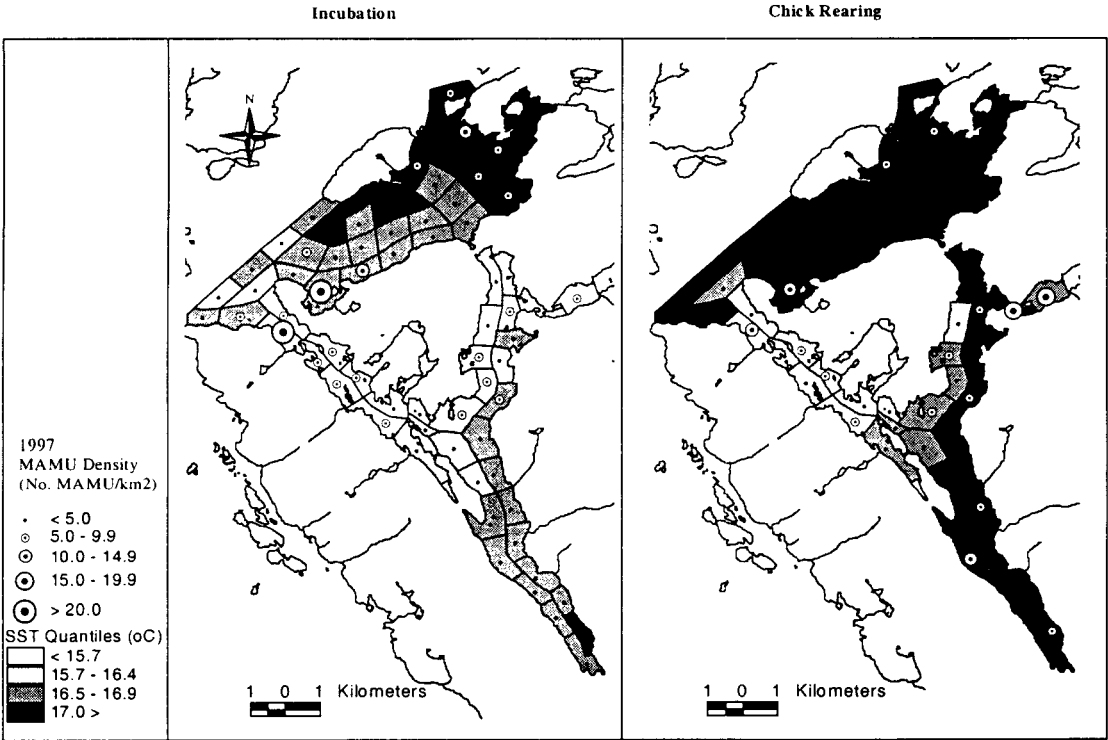 Incubation
Chick Rearing
N
1997
MAMU Density
(No. MAMU/km2)
< 5.0
5.0 - 9.9
10.0 - 14.9
15.0 - 19.9
> 20.0
SST Quantiles (oC)
< 15.7
15.7 - 16.4
16.5 - 16.9
17.0 >
1 0 1 Kilometers
1 0 1 Kilometers